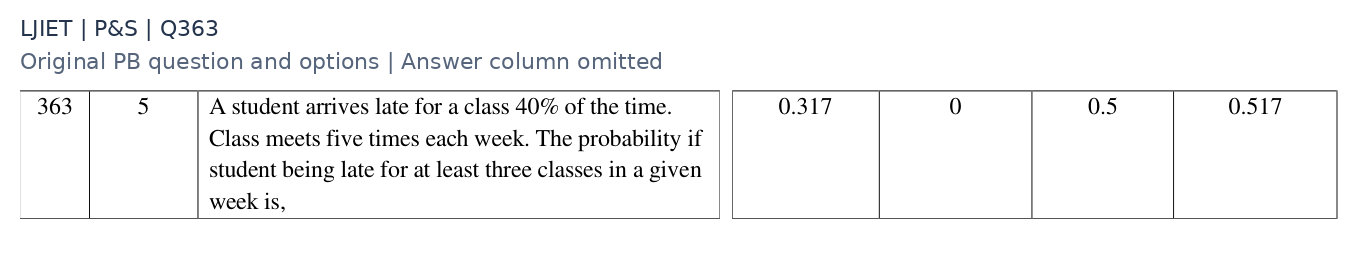 LJIET | P&S | Q363
Original PB question and options | Answer column omitted
363 5 A student arrives late for a class 40% of the time. 0.317 0 0.5 0.517
Class meets five times each week. The probability if
student being late for at least three classes in a given
week is,